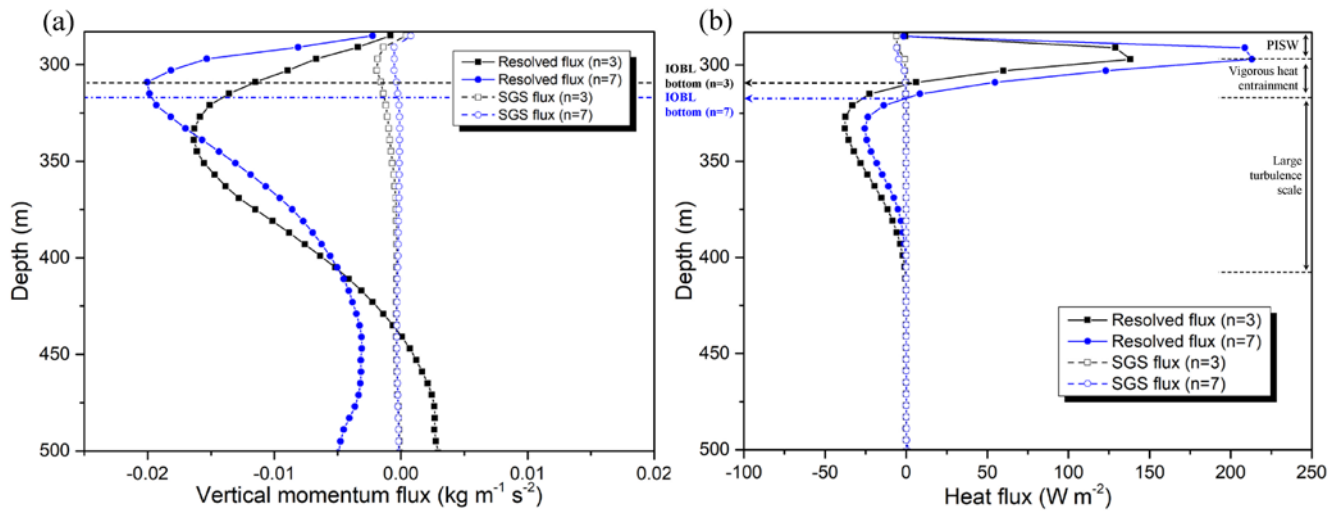 (a)
300
350
400
450
500
Depth (m)
-0.02
-0.01
0.00
0.01
0.02
Vertical momentum flux (kg m⁻¹ s⁻²)
Resolved flux (n=3)
Resolved flux (n=7)
SGS flux (n=3)
SGS flux (n=7)
IOBL
bottom (n=3)
IOBL
bottom (n=7)
(b)
300
350
400
450
500
Depth (m)
-100
-50
0
50
100
150
200
250
Heat flux (W m⁻²)
PISW
Vigorous heat
entrainment
Large
turbulence
scale
Resolved flux (n=3)
Resolved flux (n=7)
SGS flux (n=3)
SGS flux (n=7)